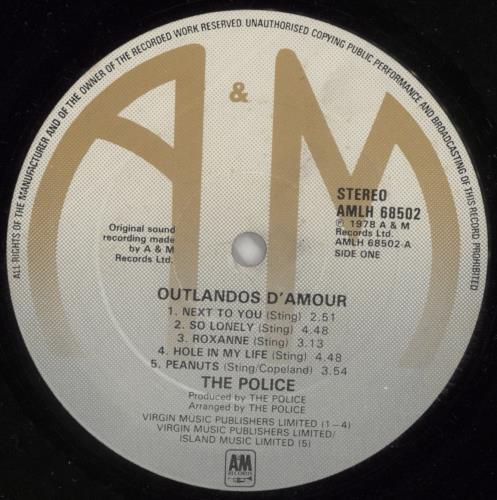 ALL RIGHTS OF THE MANUFACTURER AND OF THE OWNER OF THE RECORDED WORK RESERVED. UNAUTHORISED COPYING PUBLIC PERFORMANCE AND BROADCASTING OF THIS RECORD PROHIBITED
A & M
STEREO
AMLH 68502
℗ 1978 A & M
Records Ltd.
AMLH 68502-A
SIDE ONE
Original sound
recording made
by A & M
Records Ltd.
OUTLANDOS D'AMOUR
1. NEXT TO YOU (Sting) 2.51
2. SO LONELY (Sting) 4.48
3. ROXANNE (Sting) 3.13
4. HOLE IN MY LIFE (Sting) 4.48
5. PEANUTS (Sting/Copeland) 3.54
THE POLICE
Produced by THE POLICE
Arranged by THE POLICE
VIRGIN MUSIC PUBLISHERS LIMITED (1-4)
VIRGIN MUSIC PUBLISHERS LIMITED/
ISLAND MUSIC LIMITED (5)
AM
RECORDS